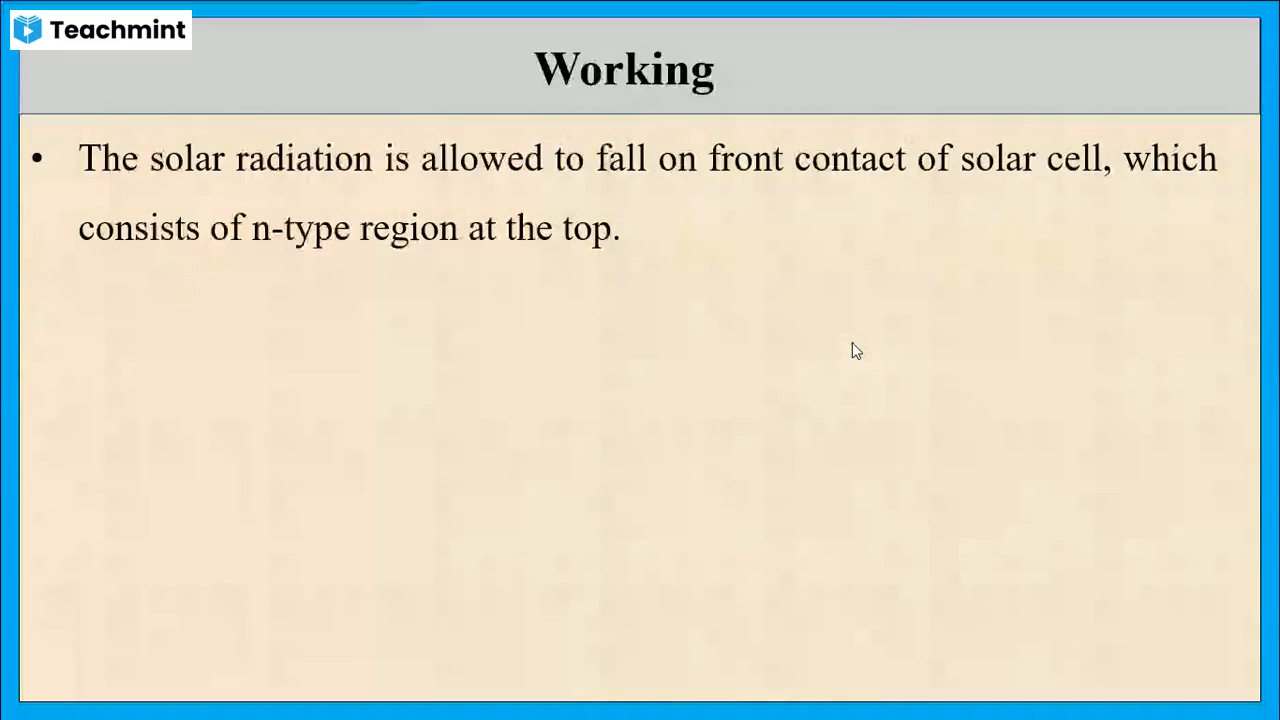 Teachmint
Working
• The solar radiation is allowed to fall on front contact of solar cell, which
consists of n-type region at the top.